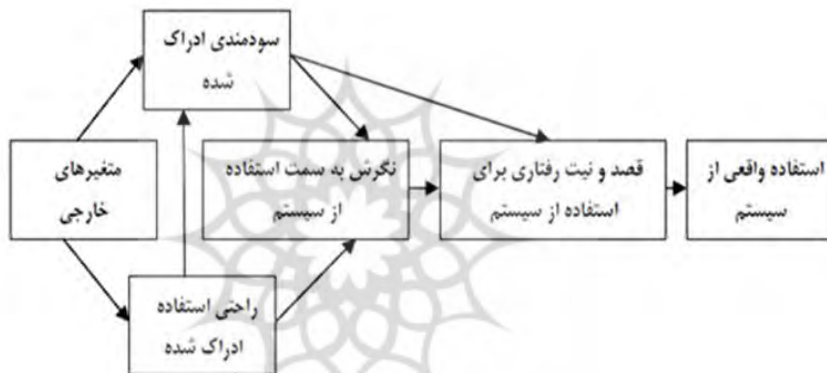 سودمندی ادراک
شده
متغیرهای
خارجی
نگرش به سمت استفاده
از سیستم
قصد و نیت رفتاری برای
استفاده از سیستم
استفاده واقعی از
سیستم
راحتی استفاده
ادراک شده